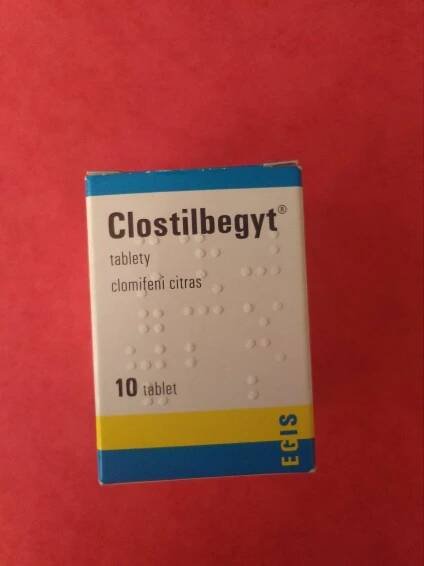 Clostilbegyt®
tablety
clomifeni citras
10 tablet
EGIS